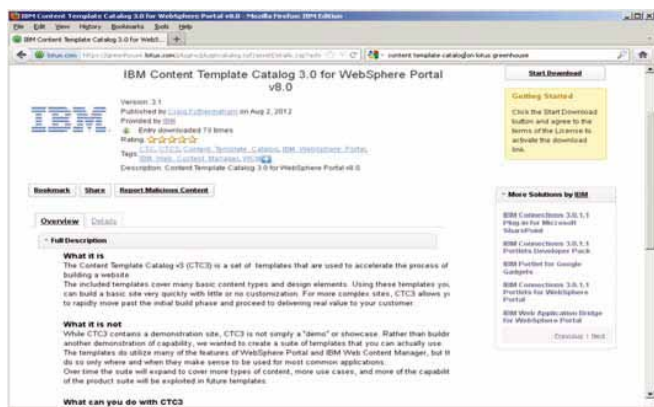 IBM Content Template Catalog 3.0 for WebSphere Portal v8.0 - Mozilla Firefox: IBM Edition
File Edit View History Bookmarks Tools Help
IBM Content Template Catalog 3.0 for WebS...
lotus.com
content template catalog on lotus greenhouse
IBM Content Template Catalog 3.0 for WebSphere Portal
v8.0
IBM
Version: 3.1
Published by on Aug 2, 2012
Provided by IBM
Entry downloaded 79 times
Rating:
Tags: CTC, CTC3, Content_Template_Catalog, IBM_WebSphere_Portal,
IBM_Web_Content_Manager,
Description: Content Template Catalog 3.0 for WebSphere Portal v8.0
Bookmark Share Report Malicious Content
Overview Details
Full Description
What it is
The Content Template Catalog v3 (CTC3) is a set of templates that are used to accelerate the process of
building a website
The included templates cover many basic content types and design elements. Using these templates you
can build a basic site very quickly with little or no customization. For more complex sites, CTC3 allows yo
to rapidly move past the initial build phase and proceed to delivering real value to your customer.
What it is not
While CTC3 contains a demonstration site, CTC3 is not simply a "demo" or showcase. Rather than buildin
another demonstration of capability, we wanted to create a suite of templates that you can actually use.
The templates do utilize many of the features of WebSphere Portal and IBM Web Content Manager, but th
do so only where and when they make sense to be used for most common applications.
Over time the suite will expand to cover more types of content, more use cases, and more of the capabilit
of the product suite will be exploited in future templates.
What can you do with CTC3
Start Download
Getting Started
Click the Start Download
button and agree to the
terms of the License to
activate the download
link.
More Solutions by IBM
IBM Connections 3.0.1.1
Plug-in for Microsoft
SharePoint
IBM Connections 3.0.1.1
Portlets Developer Pack
IBM Portlet for Google
Gadgets
IBM Connections 3.0.1.1
Portlets for WebSphere
Portal
IBM Web Application Bridge
for WebSphere Portal
Previous | Next